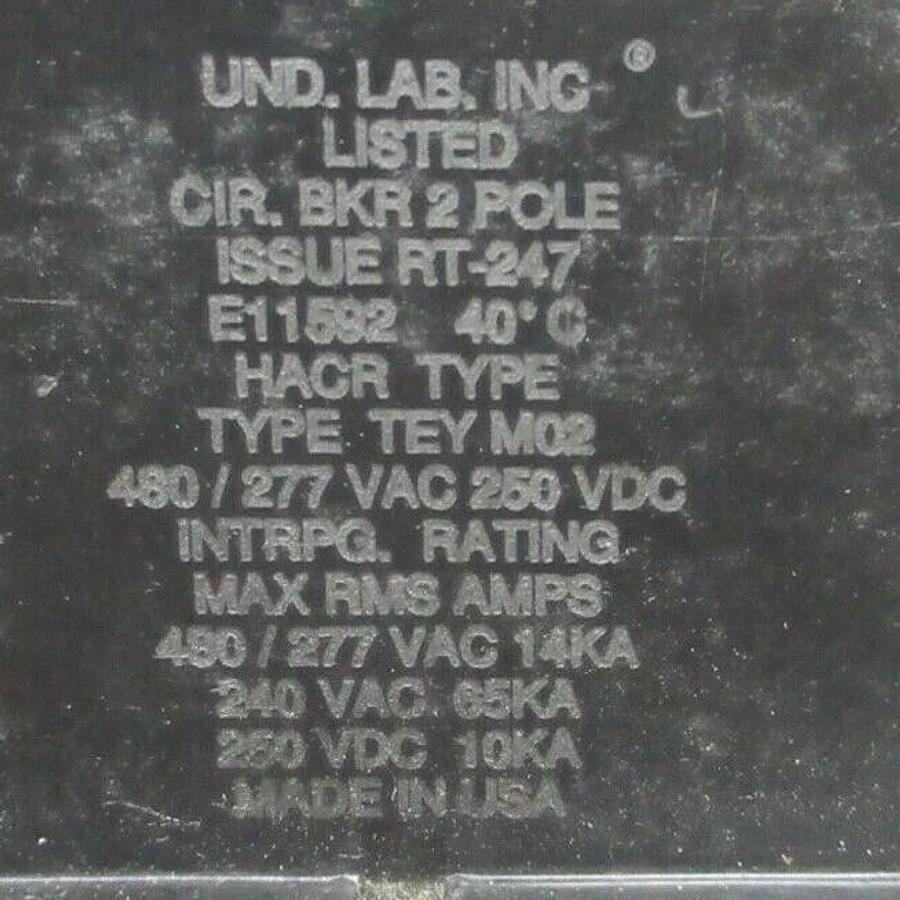 UND. LAB. INC ®
LISTED
CIR. BKR 2 POLE
ISSUE RT-247
E11592 40°C
HACR TYPE
TYPE TEY M02
480 / 277 VAC 250 VDC
INTRPG. RATING
MAX RMS AMPS
480 / 277 VAC 14KA
240 VAC 65KA
250 VDC 10KA
MADE IN USA